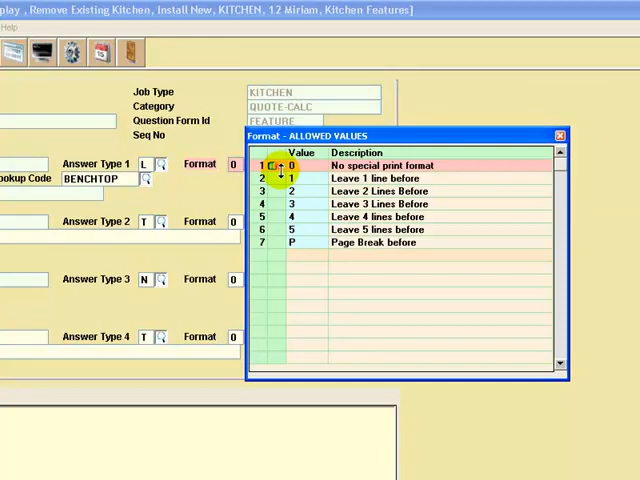 play , Remove Existing Kitchen, Install New, KITCHEN, 12 Miriam, Kitchen Features]
Help
15
Job Type KITCHEN
Category QUOTE-CALC
Question Form Id FEATURE
Seq No
Format - ALLOWED VALUES
Value Description
1 0 No special print format
2 1 Leave 1 line before
3 2 Leave 2 Lines Before
4 3 Leave 3 Lines Before
5 4 Leave 4 lines before
6 5 Leave 5 lines before
7 P Page Break before
Answer Type 1 L Format 0
ookup Code BENCHTOP
Answer Type 2 T Format 0
Answer Type 3 N Format 0
Answer Type 4 T Format 0